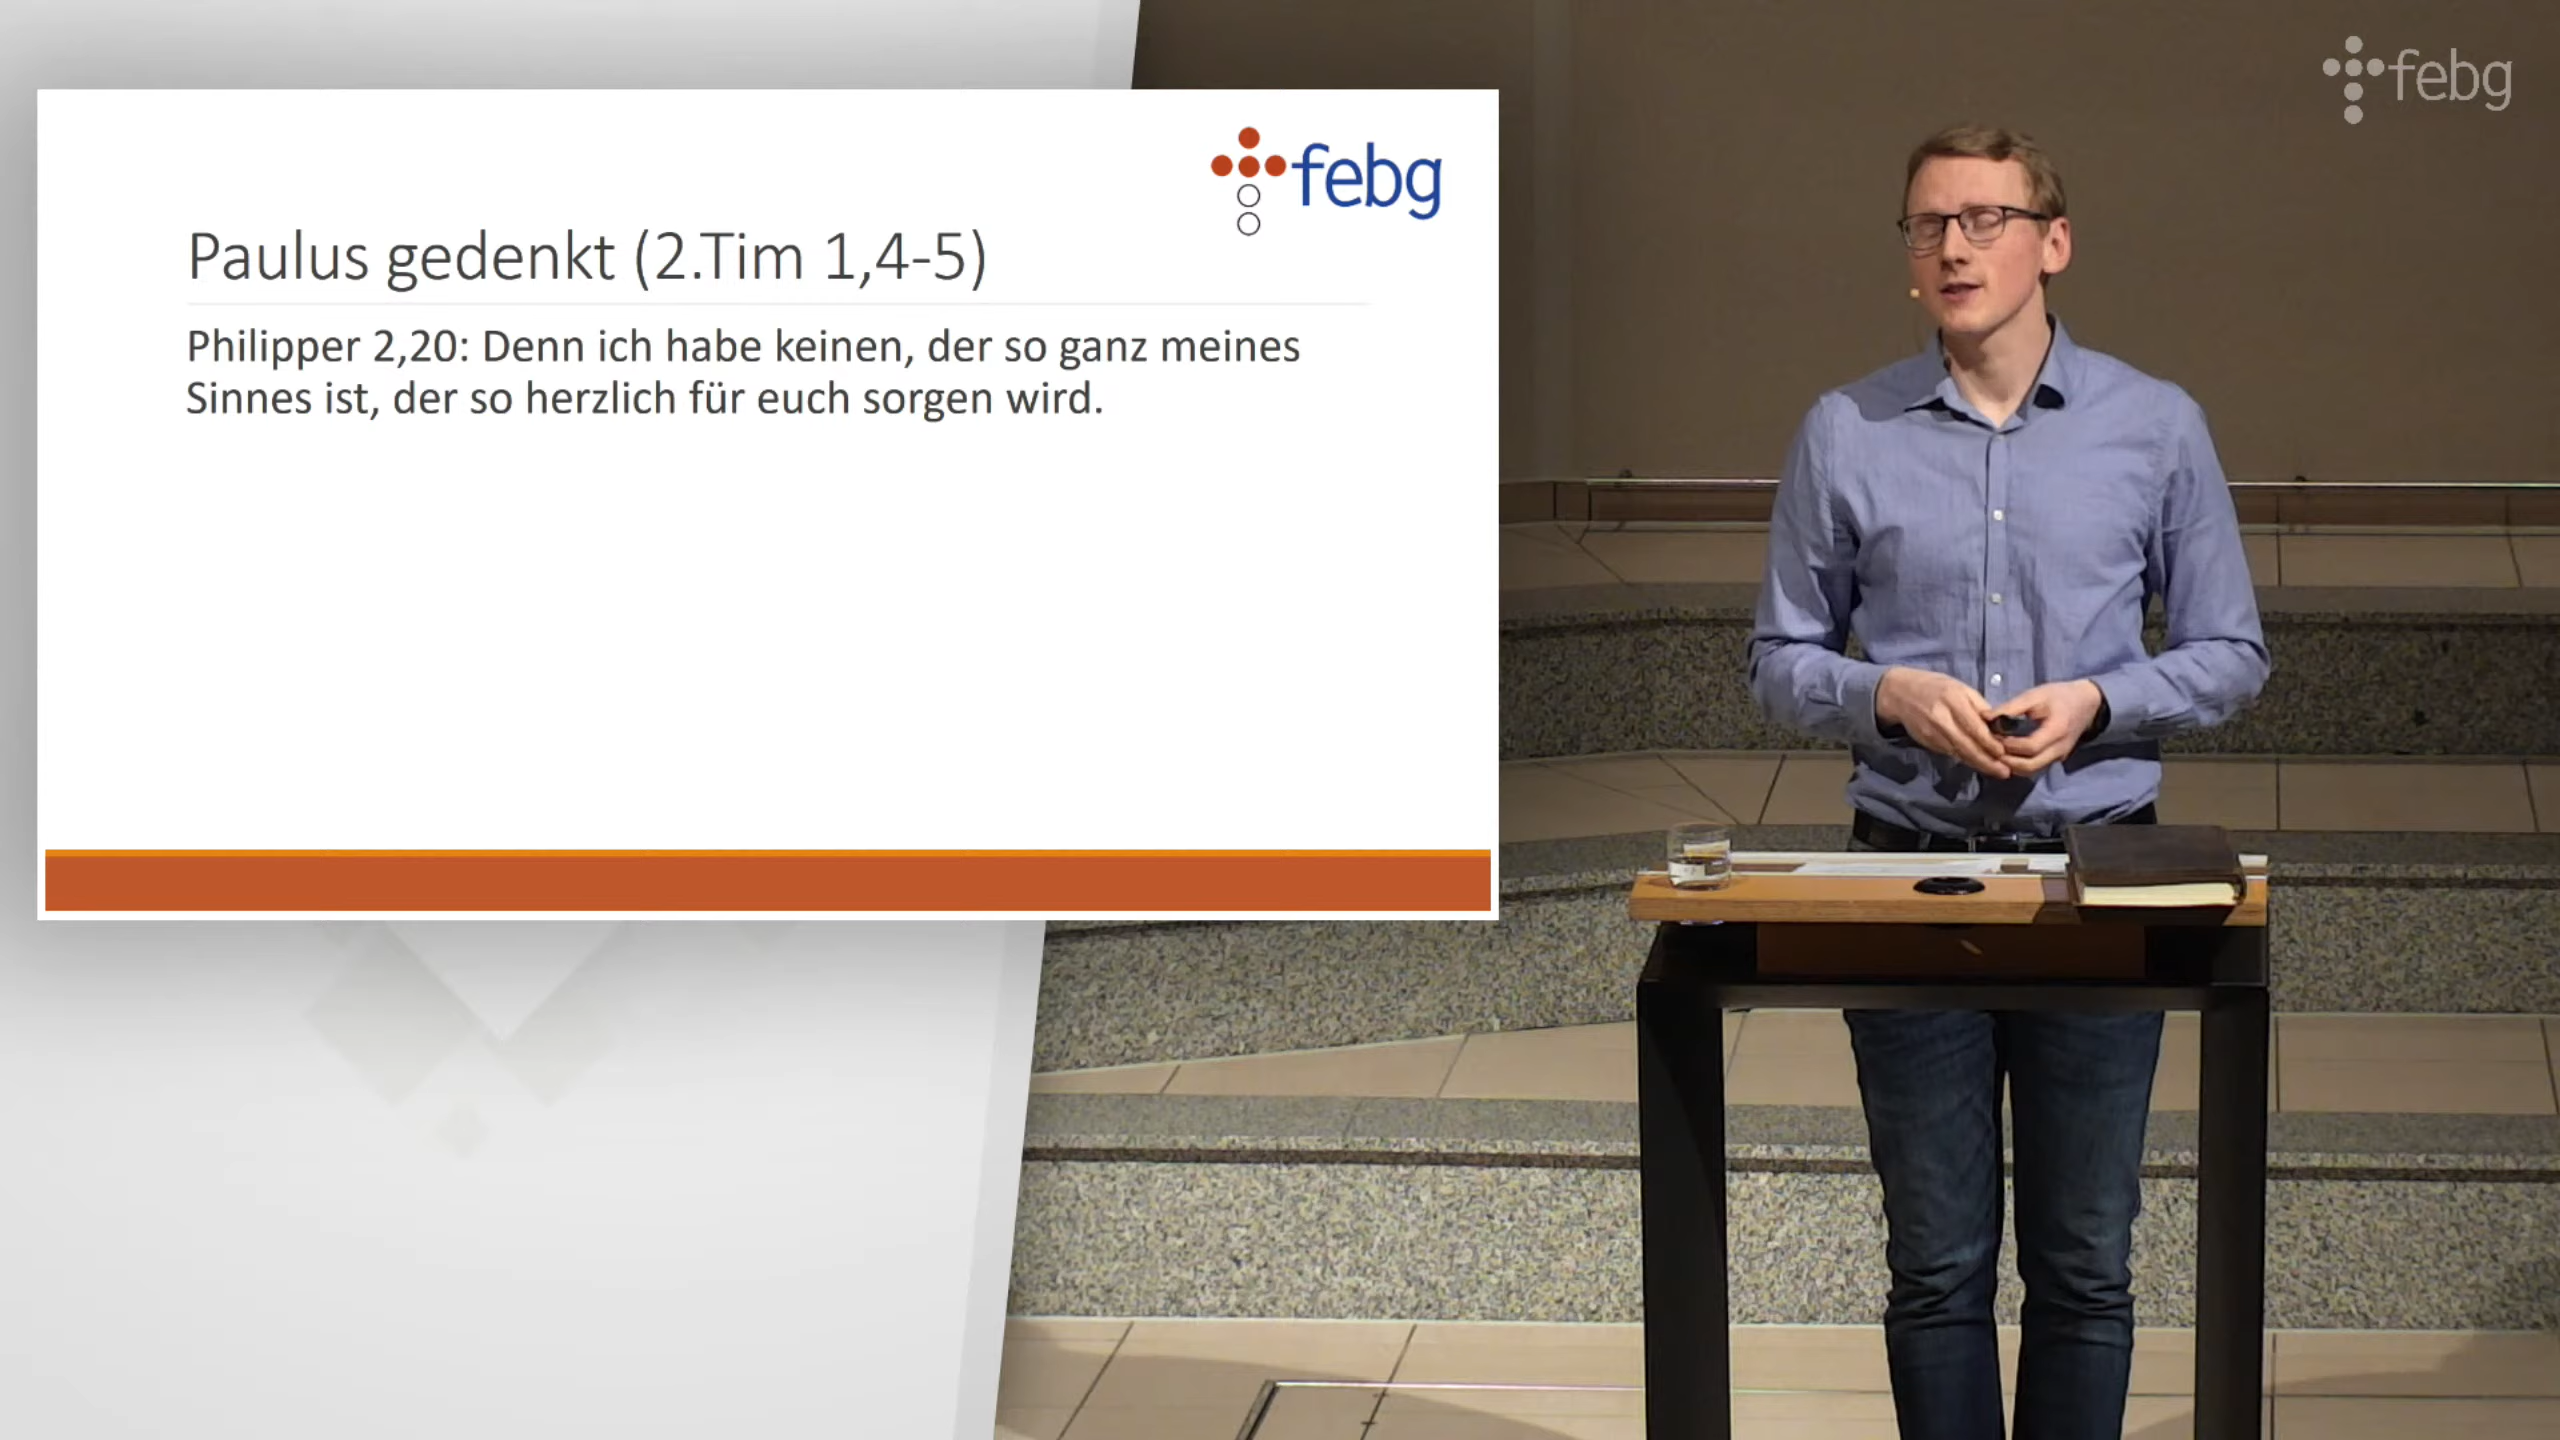 febg
febg
Paulus gedenkt (2.Tim 1,4-5)
Philipper 2,20: Denn ich habe keinen, der so ganz meines
Sinnes ist, der so herzlich für euch sorgen wird.